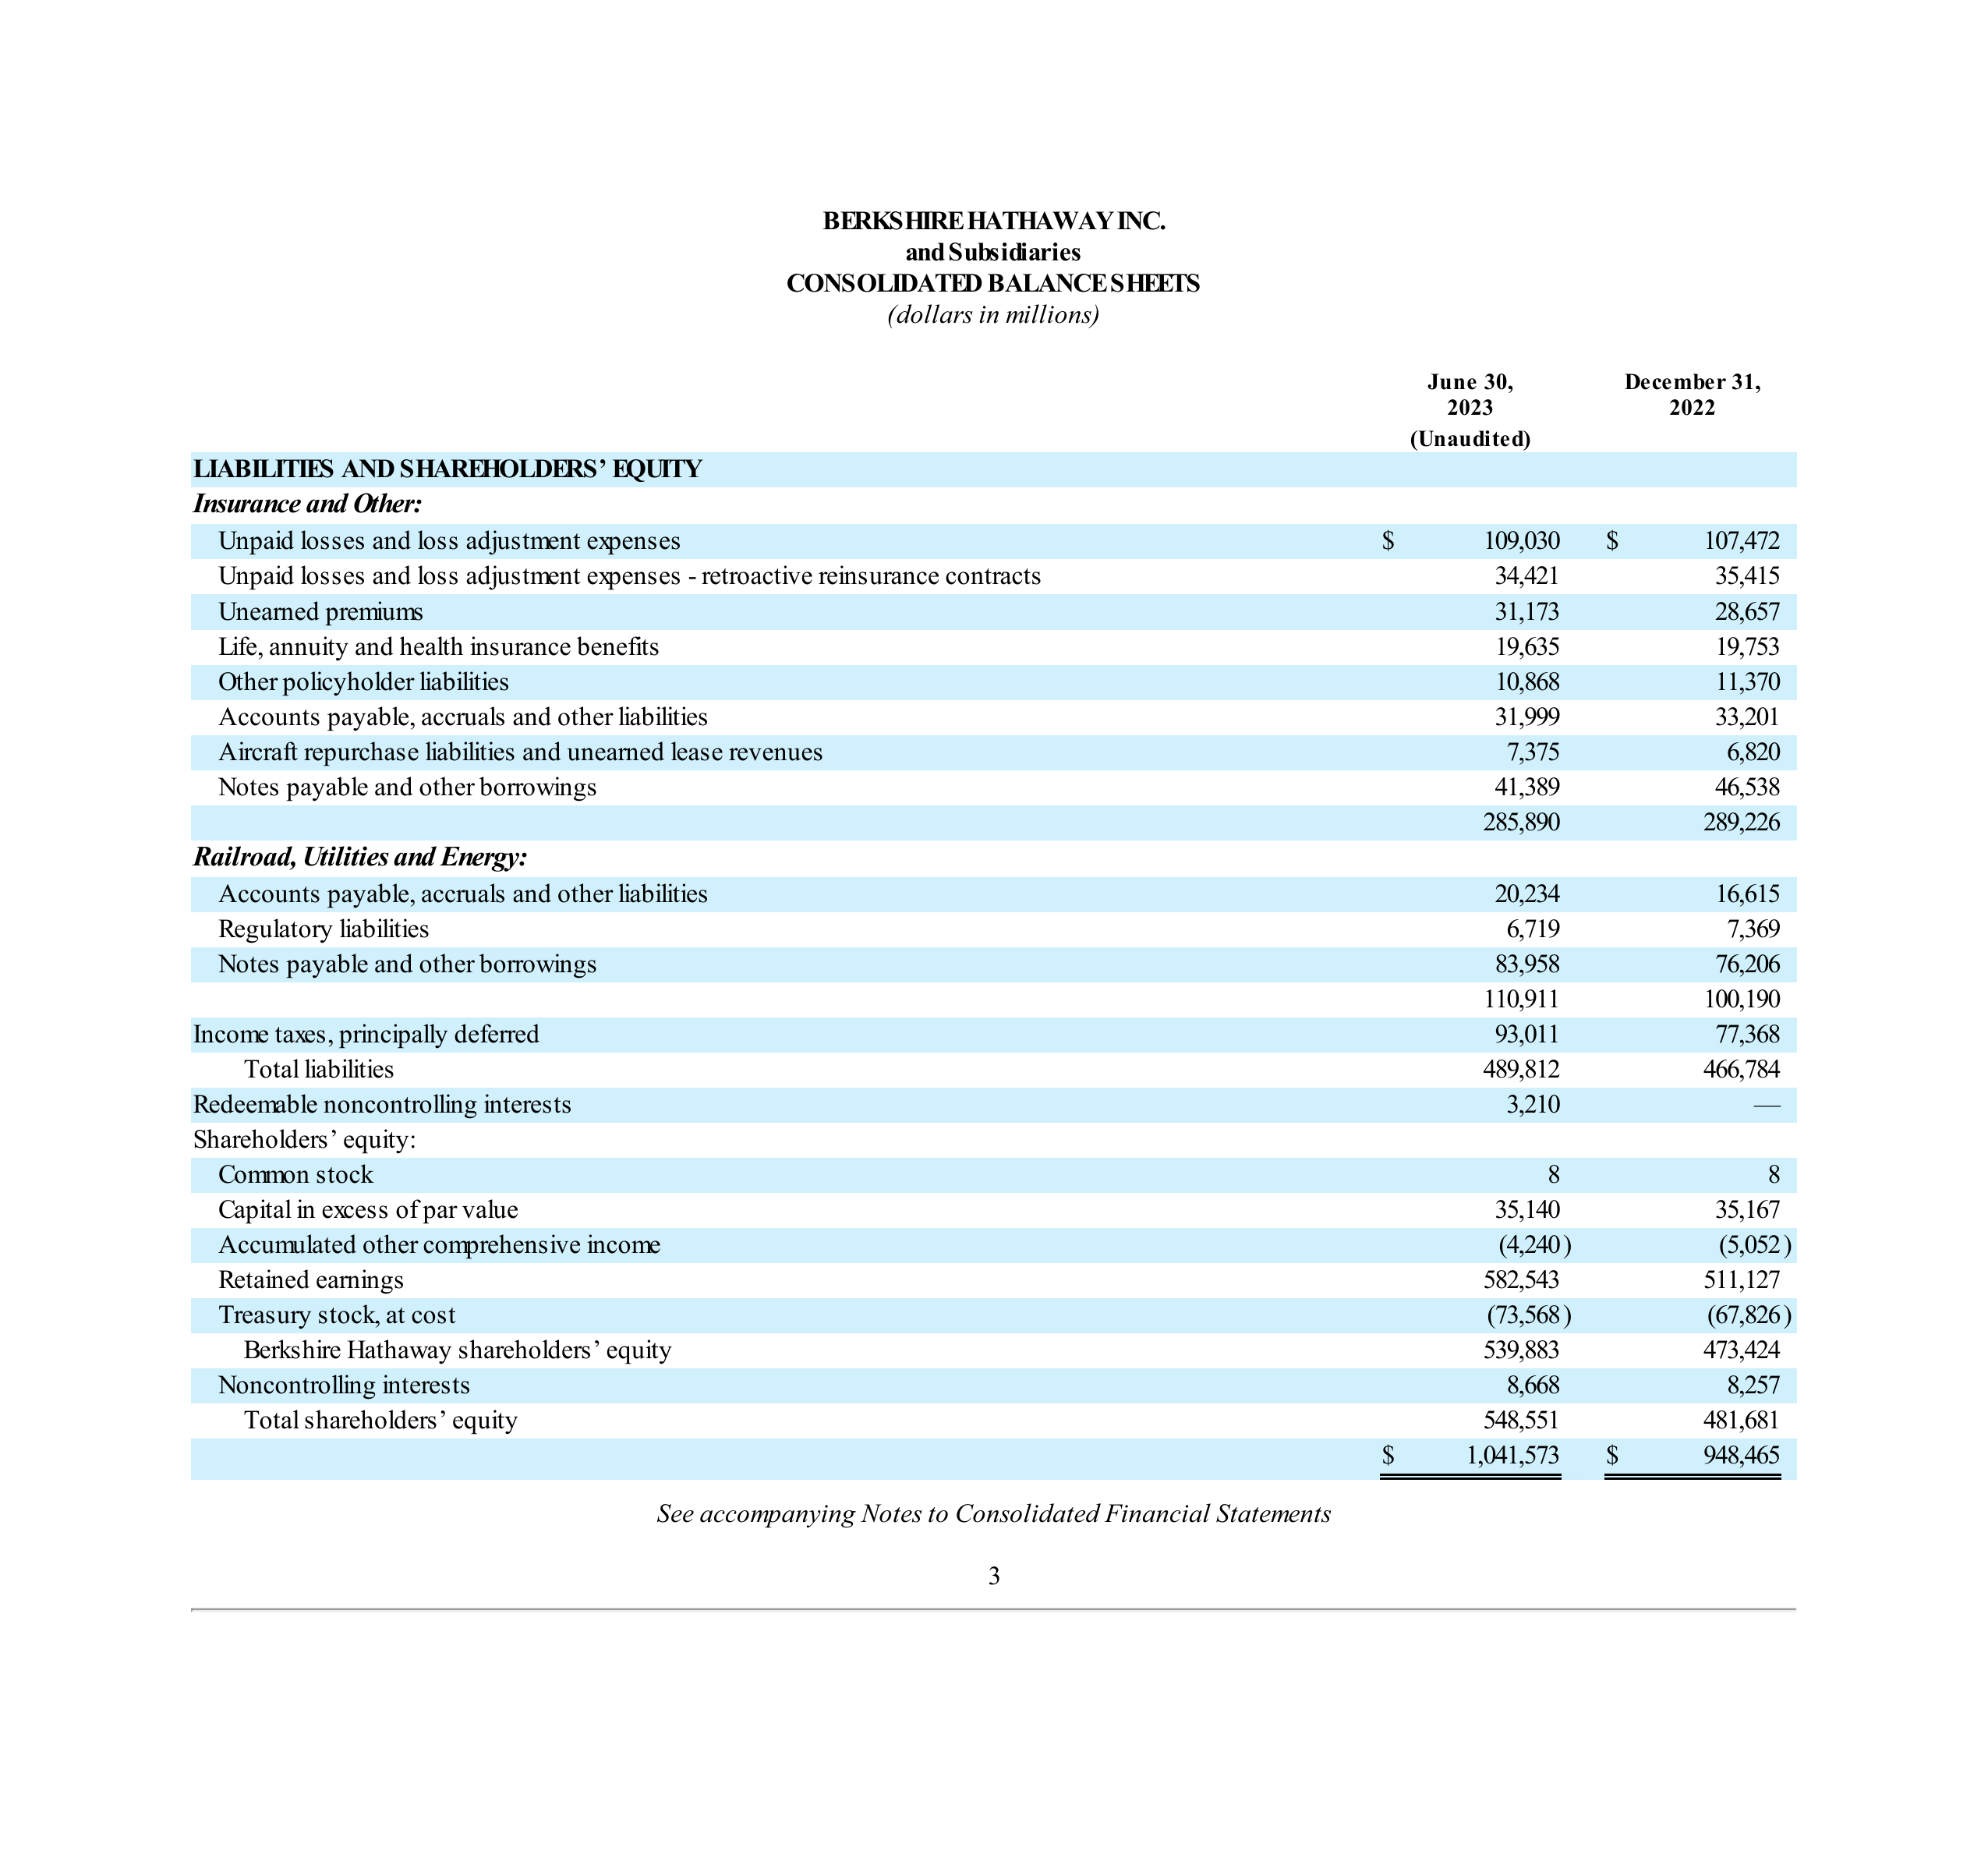 BERKSHIRE HATHAWAY INC.
and Subsidiaries
CONSOLIDATED BALANCE SHEETS
(dollars in millions)
June 30, 2023 December 31, 2022
(Unaudited)
LIABILITIES AND SHAREHOLDERS’ EQUITY
Insurance and Other:
Unpaid losses and loss adjustment expenses $ 109,030 $ 107,472
Unpaid losses and loss adjustment expenses - retroactive reinsurance contracts 34,421 35,415
Unearned premiums 31,173 28,657
Life, annuity and health insurance benefits 19,635 19,753
Other policyholder liabilities 10,868 11,370
Accounts payable, accruals and other liabilities 31,999 33,201
Aircraft repurchase liabilities and unearned lease revenues 7,375 6,820
Notes payable and other borrowings 41,389 46,538
285,890 289,226
Railroad, Utilities and Energy:
Accounts payable, accruals and other liabilities 20,234 16,615
Regulatory liabilities 6,719 7,369
Notes payable and other borrowings 83,958 76,206
110,911 100,190
Income taxes, principally deferred 93,011 77,368
Total liabilities 489,812 466,784
Redeemable noncontrolling interests 3,210 —
Shareholders’ equity:
Common stock 8 8
Capital in excess of par value 35,140 35,167
Accumulated other comprehensive income (4,240) (5,052)
Retained earnings 582,543 511,127
Treasury stock, at cost (73,568) (67,826)
Berkshire Hathaway shareholders’ equity 539,883 473,424
Noncontrolling interests 8,668 8,257
Total shareholders’ equity 548,551 481,681
$ 1,041,573 $ 948,465
See accompanying Notes to Consolidated Financial Statements
3